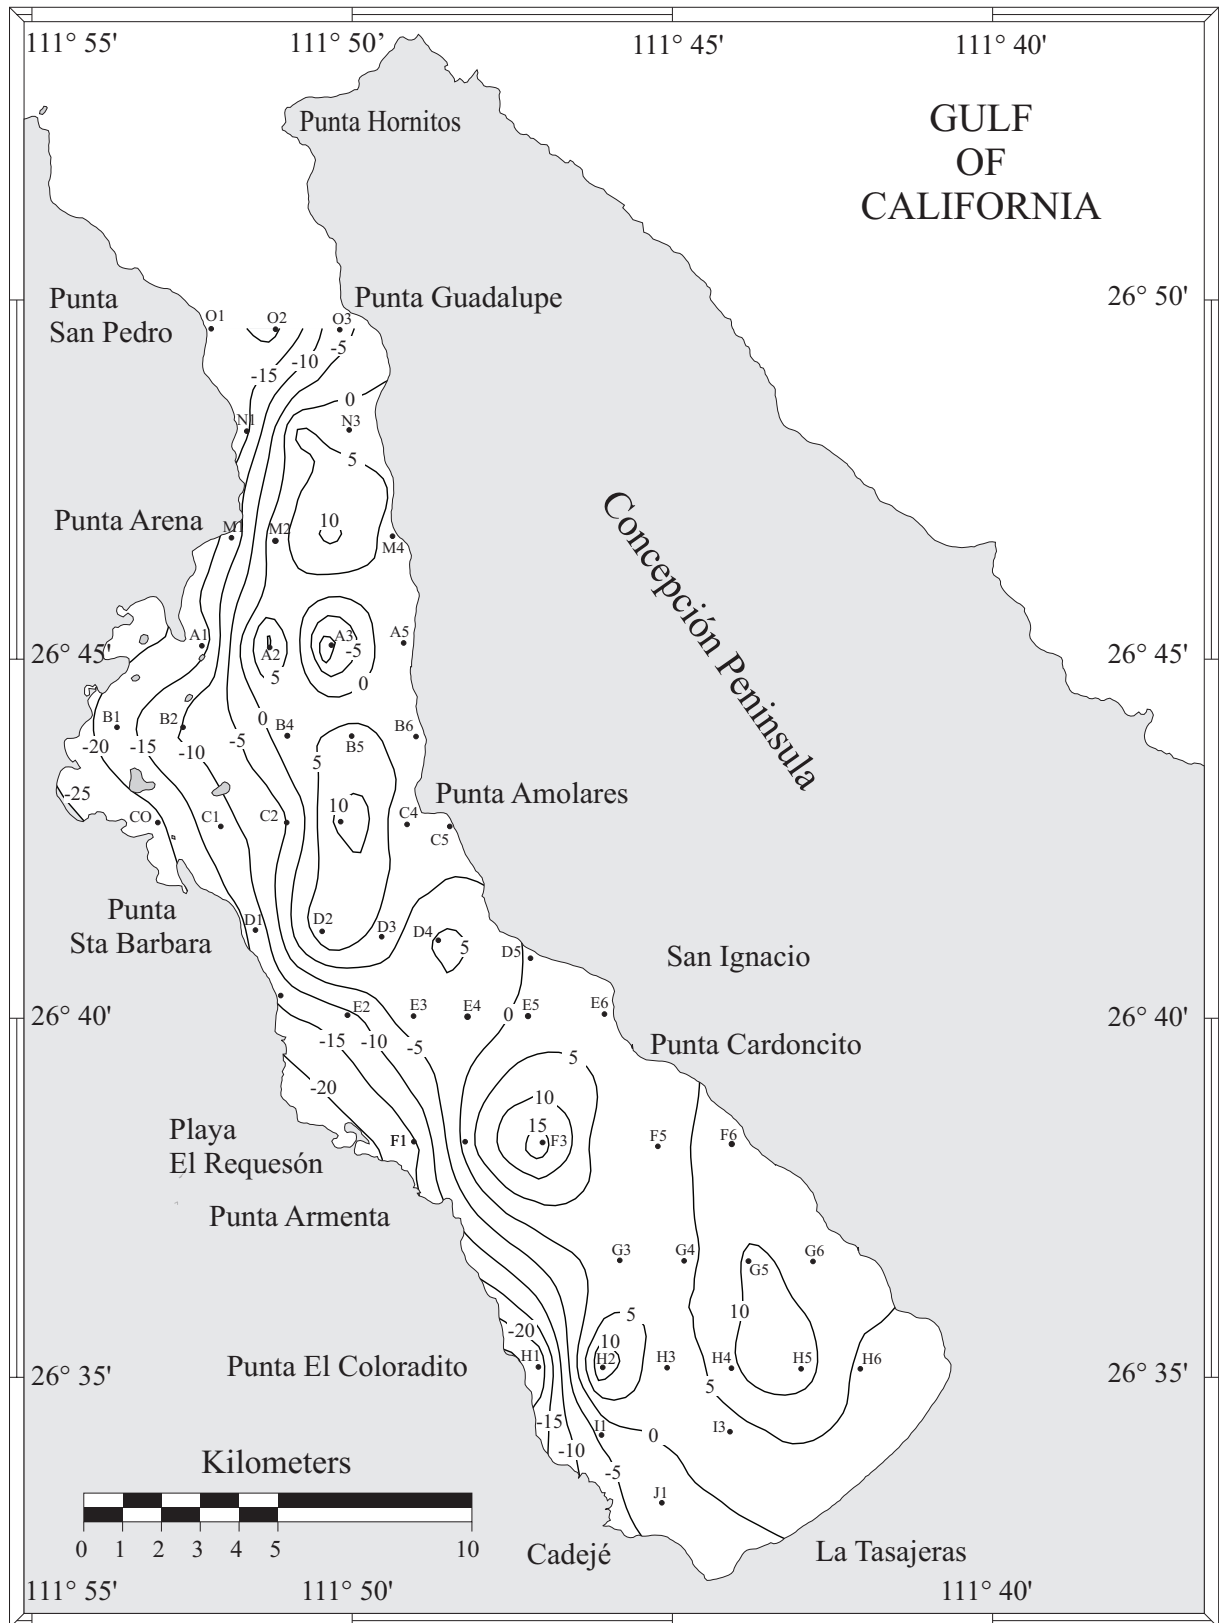 111° 55'
111° 50'
111° 45'
111° 40'
Punta Hornitos
GULF
OF
CALIFORNIA
26° 50'
Punta
San Pedro
Punta Guadalupe
O1
O2
O3
-5
-10
-15
0
N1
N3
5
Punta Arena
10
M1
M2
M4
Concepción Peninsula
A1
A2
A3
A5
-5
5
0
26° 45'
26° 45'
B1
B2
0
B4
B5
B6
-20
-15
-10
-5
5
-25
10
Punta Amolares
CO
C1
C2
C4
C5
Punta
Sta Barbara
D1
D2
D3
D4
5
D5
San Ignacio
26° 40'
E2
E3
E4
0
E5
E6
26° 40'
-15
-10
-5
Punta Cardoncito
5
-20
10
15
Playa
El Requesón
F1
F3
F5
F6
Punta Armenta
G3
G4
G5
G6
10
5
-20
10
Punta El Coloradito
H1
H2
H3
H4
H5
H6
26° 35'
26° 35'
5
-15
I1
0
I3
-10
-5
Kilometers
J1
0 1 2 3 4 5 10
Cadejé
La Tasajeras
111° 55'
111° 50'
111° 40'